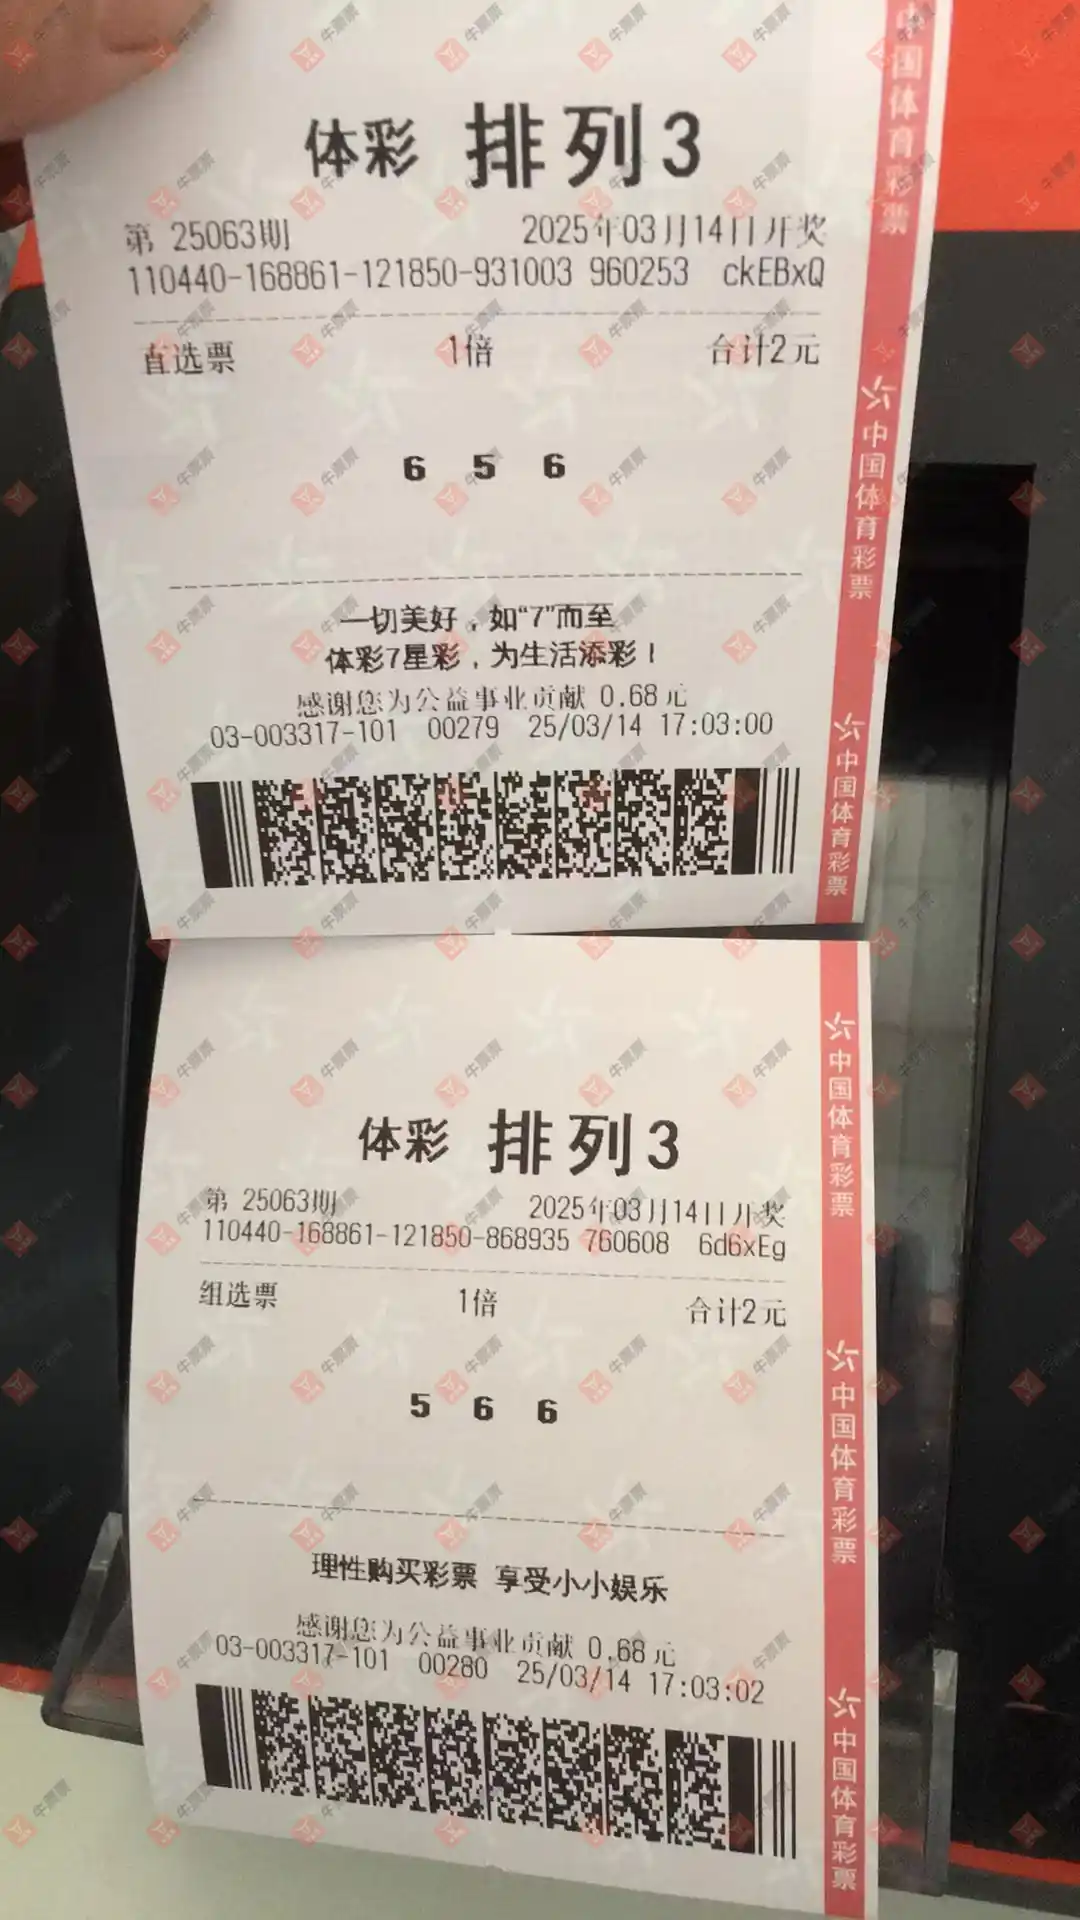 体彩 排列3
第 25063期 2025年03月14日开奖
110440-168861-121850-931003 960253 ckEBxQ
直选票 1倍 合计2元
6 5 6
一切美好，如“7”而至
体彩7星彩，为生活添彩！
感谢您为公益事业贡献 0.68元
03-003317-101 00279 25/03/14 17:03:00
中国体育彩票
中国体育彩票
中国体育彩票
体彩 排列3
第 25063期 2025年03月14日开奖
110440-168861-121850-868935 760608 6d6xEg
组选票 1倍 合计2元
5 6 6
理性购买彩票 享受小小娱乐
感谢您为公益事业贡献 0.68元
03-003317-101 00280 25/03/14 17:03:02
中国体育彩票
中国体育彩票
中国体育彩票
牛票票